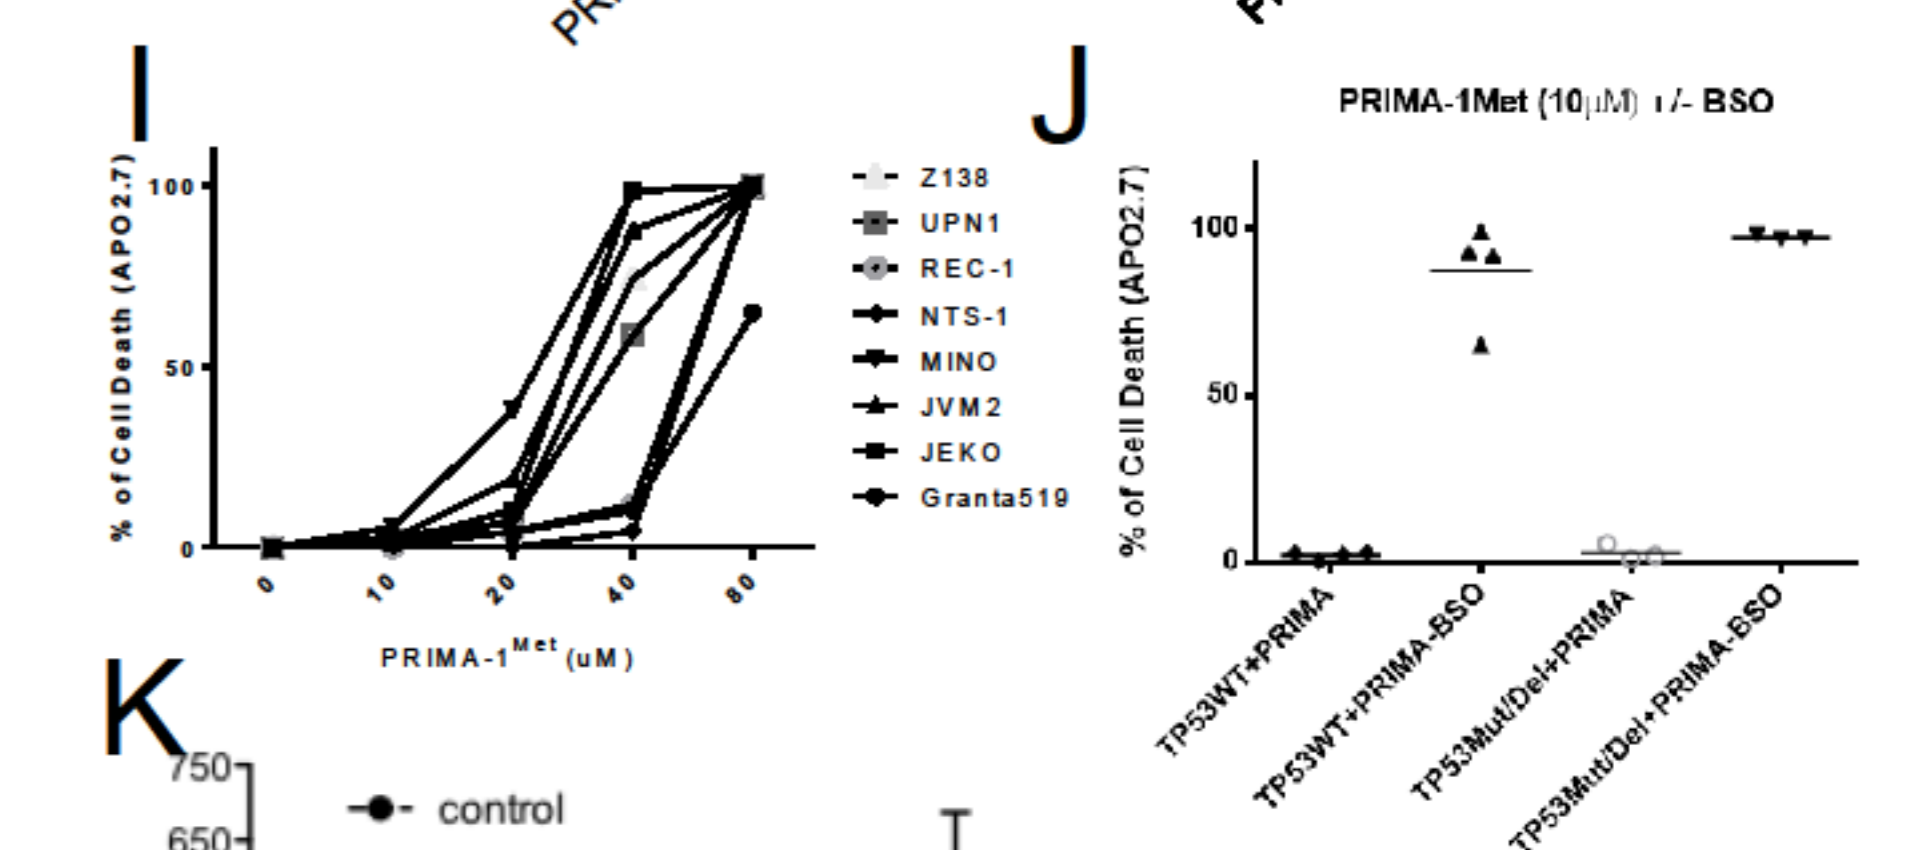 PRI
I
J
PRIMA-1Met (10µM) +/- BSO
% of Cell Death (APO2.7)
100
50
0
0
10
20
40
80
PRIMA-1Met (uM)
Z138
UPN1
REC-1
NTS-1
MINO
JVM2
JEKO
Granta519
% of Cell Death (APO2.7)
100
50
0
TP53WT+PRIMA
TP53WT+PRIMA-BSO
TP53Mut/Del+PRIMA
TP53Mut/Del+PRIMA-BSO
K
750
650
control